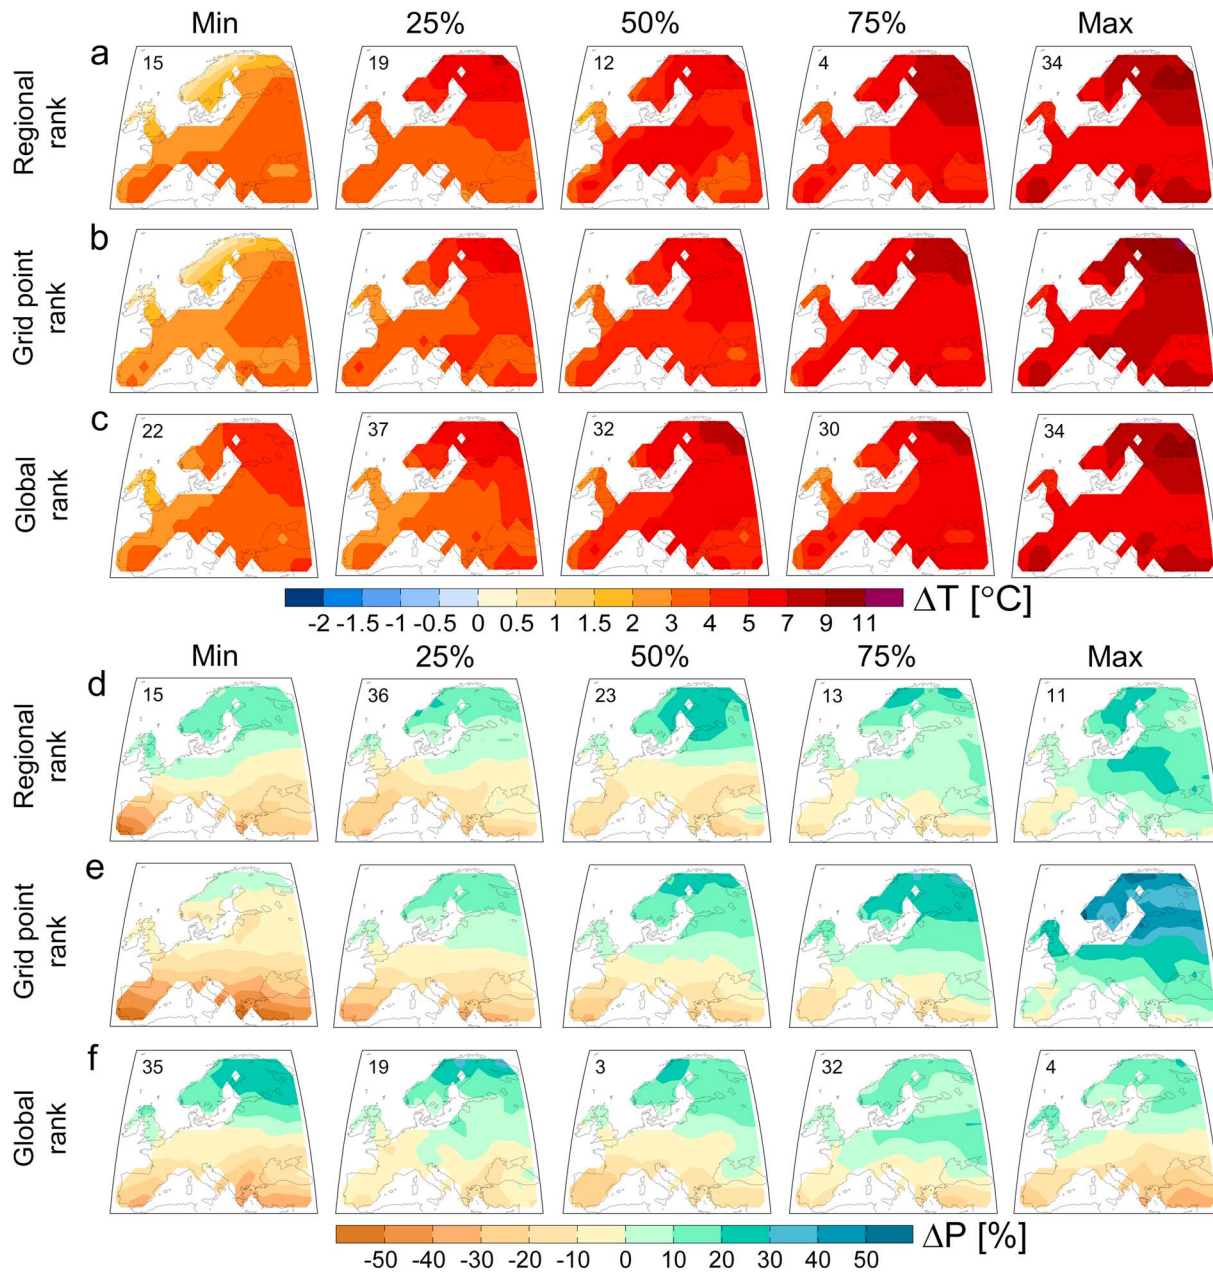 Min 25% 50% 75% Max
a
Regional
rank
15 19 12 4 34
b
Grid point
rank
c
Global
rank
22 37 32 30 34
-2 -1.5 -1 -0.5 0 0.5 1 1.5 2 3 4 5 7 9 11
ΔT [°C]
Min 25% 50% 75% Max
d
Regional
rank
15 36 23 13 11
e
Grid point
rank
f
Global
rank
35 19 3 32 4
-50 -40 -30 -20 -10 0 10 20 30 40 50
ΔP [%]